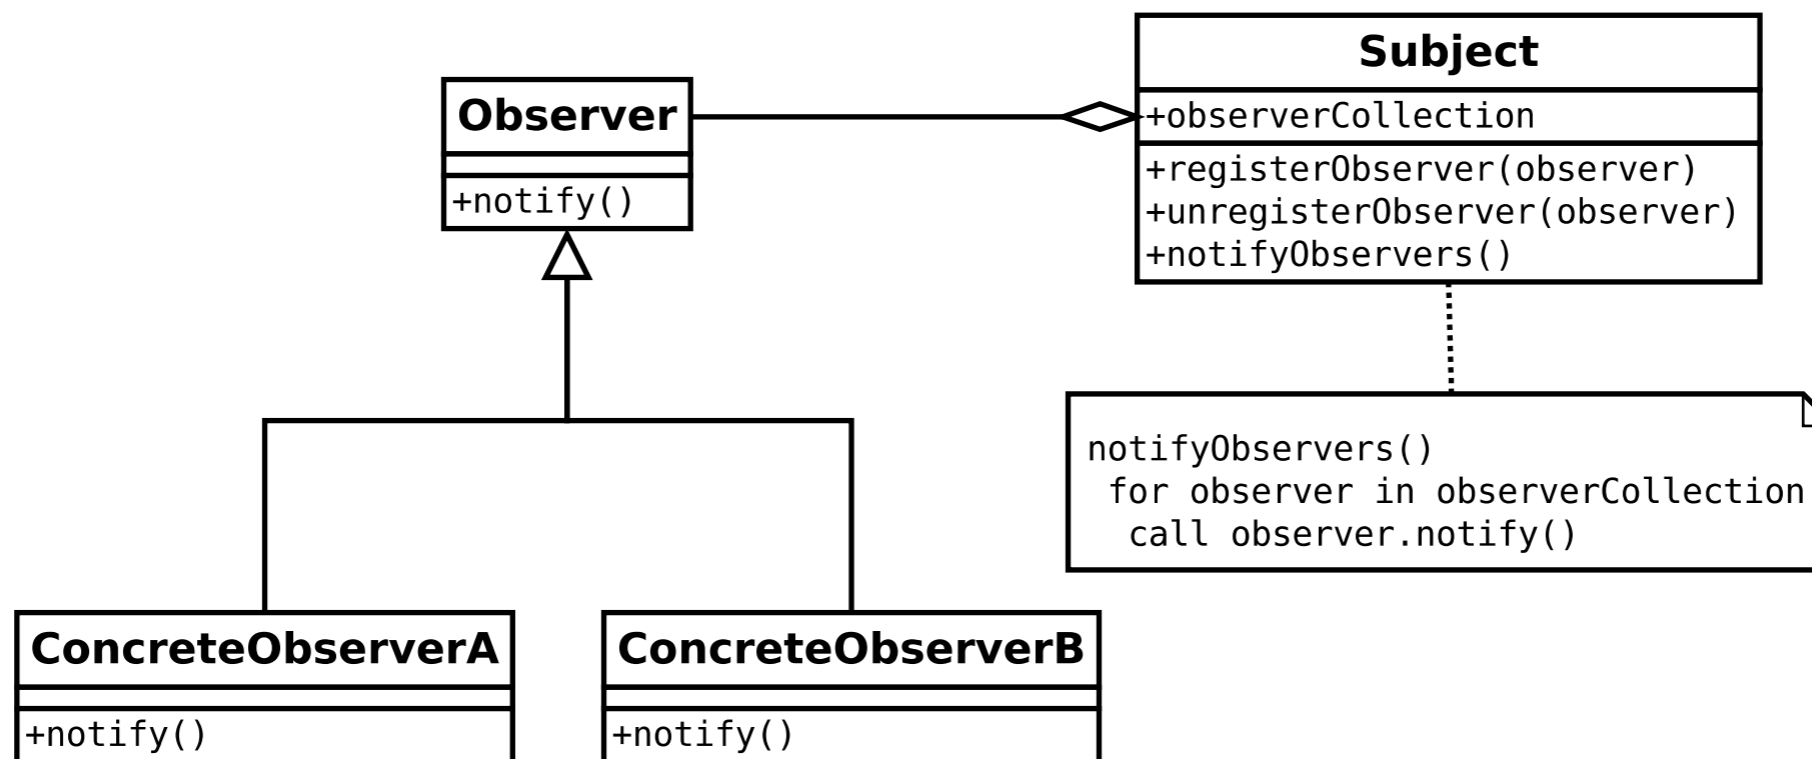 Subject
+observerCollection
+registerObserver(observer)
+unregisterObserver(observer)
+notifyObservers()
Observer
+notify()
notifyObservers()
for observer in observerCollection
call observer.notify()
ConcreteObserverA
+notify()
ConcreteObserverB
+notify()